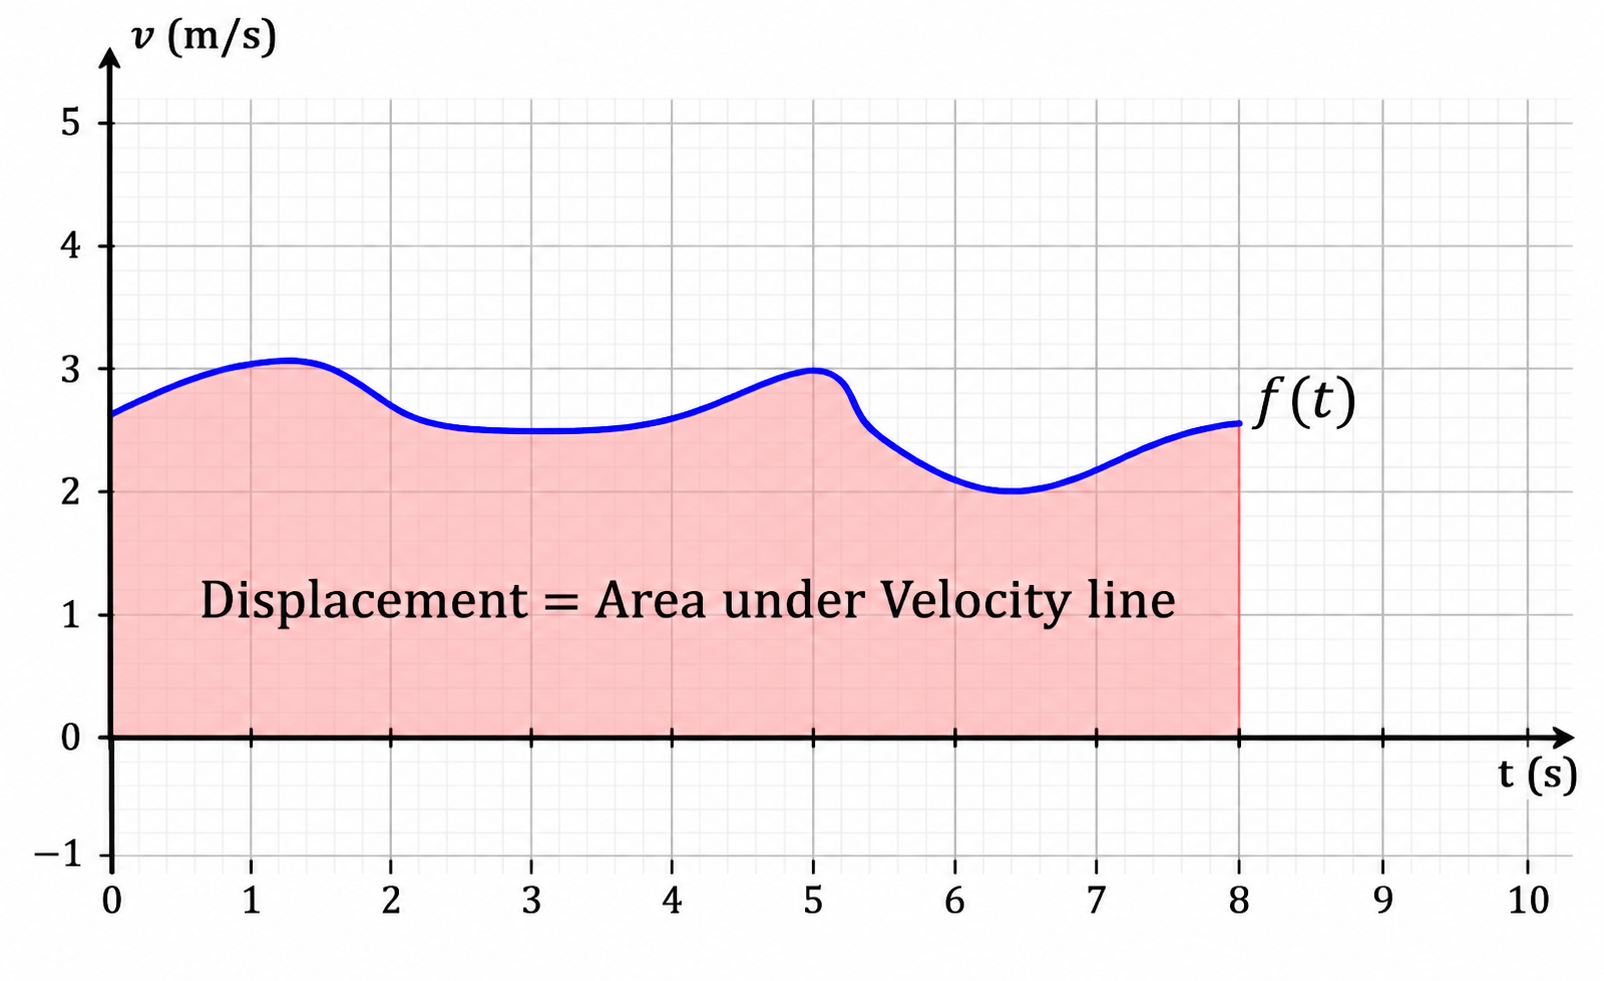 v (m/s)
5
4
3
f(t)
2
Displacement = Area under Velocity line
1
0
t (s)
−1
0 1 2 3 4 5 6 7 8 9 10